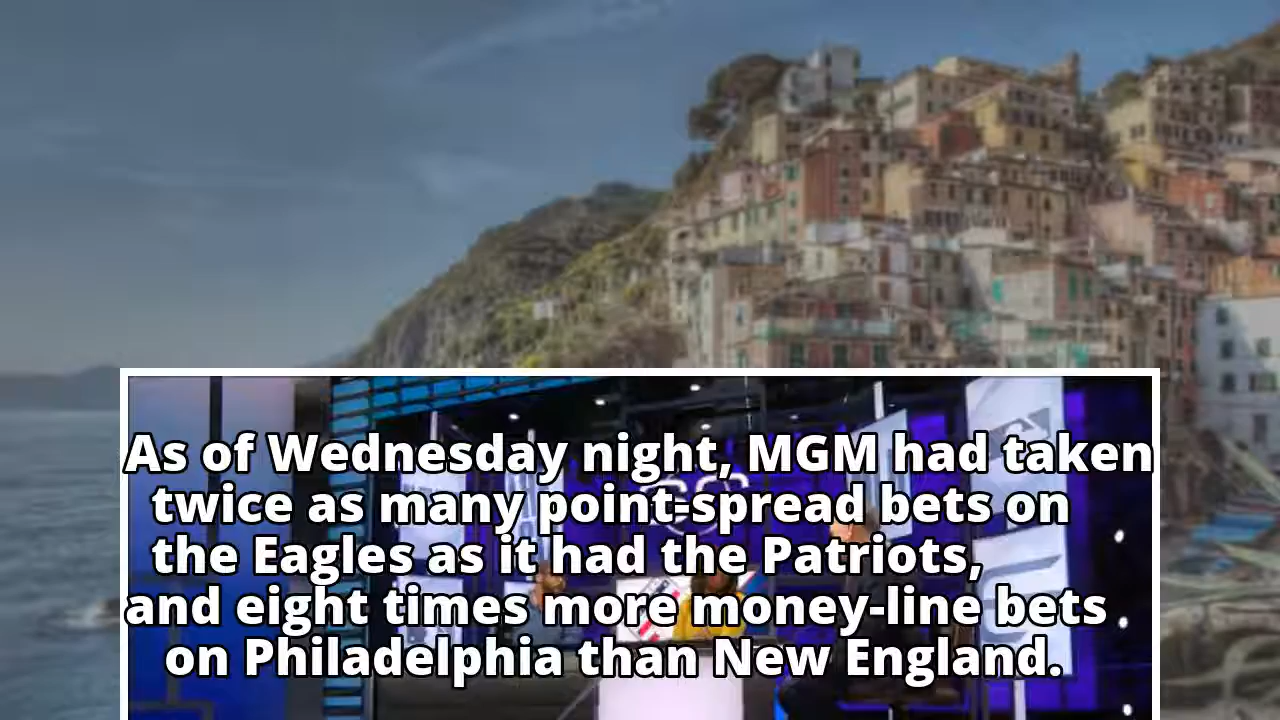 As of Wednesday night, MGM had taken
twice as many point-spread bets on
the Eagles as it had the Patriots,
and eight times more money-line bets
on Philadelphia than New England.